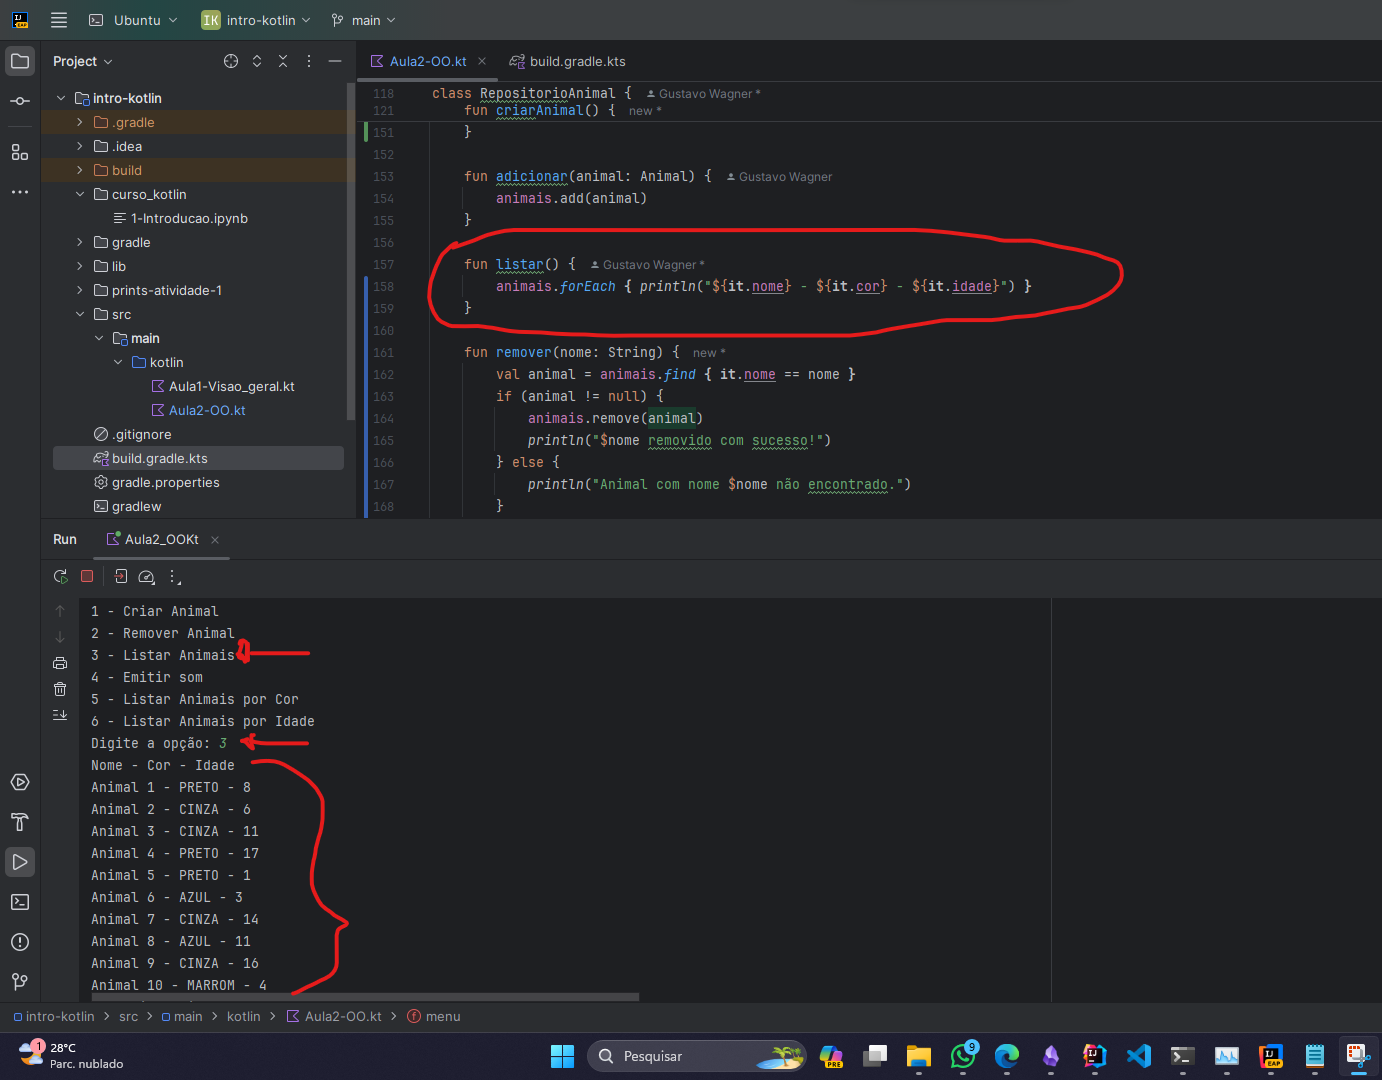 Ubuntu
IK intro-kotlin
main
Project
Aula2-OO.kt
build.gradle.kts
intro-kotlin
.gradle
.idea
build
curso_kotlin
1-Introducao.ipynb
gradle
lib
prints-atividade-1
src
main
kotlin
Aula1-Visao_geral.kt
Aula2-OO.kt
.gitignore
build.gradle.kts
gradle.properties
gradlew
118 class RepositorioAnimal { Gustavo Wagner *
121 fun criarAnimal() { new *
151 }
152
153 fun adicionar(animal: Animal) { Gustavo Wagner
154 animais.add(animal)
155 }
156
157 fun listar() { Gustavo Wagner *
158 animais.forEach { println("${it.nome} - ${it.cor} - ${it.idade}") }
159 }
160
161 fun remover(nome: String) { new *
162 val animal = animais.find { it.nome == nome }
163 if (animal != null) {
164 animais.remove(animal)
165 println("$nome removido com sucesso!")
166 } else {
167 println("Animal com nome $nome não encontrado.")
168 }
Run
Aula2_OOKt
1 - Criar Animal
2 - Remover Animal
3 - Listar Animais
4 - Emitir som
5 - Listar Animais por Cor
6 - Listar Animais por Idade
Digite a opção: 3
Nome - Cor - Idade
Animal 1 - PRETO - 8
Animal 2 - CINZA - 6
Animal 3 - CINZA - 11
Animal 4 - PRETO - 17
Animal 5 - PRETO - 1
Animal 6 - AZUL - 3
Animal 7 - CINZA - 14
Animal 8 - AZUL - 11
Animal 9 - CINZA - 16
Animal 10 - MARROM - 4
intro-kotlin > src > main > kotlin > Aula2-OO.kt > menu
1
28°C
Parc. nublado
Pesquisar
PRE
9
IJ
IJ
EAP